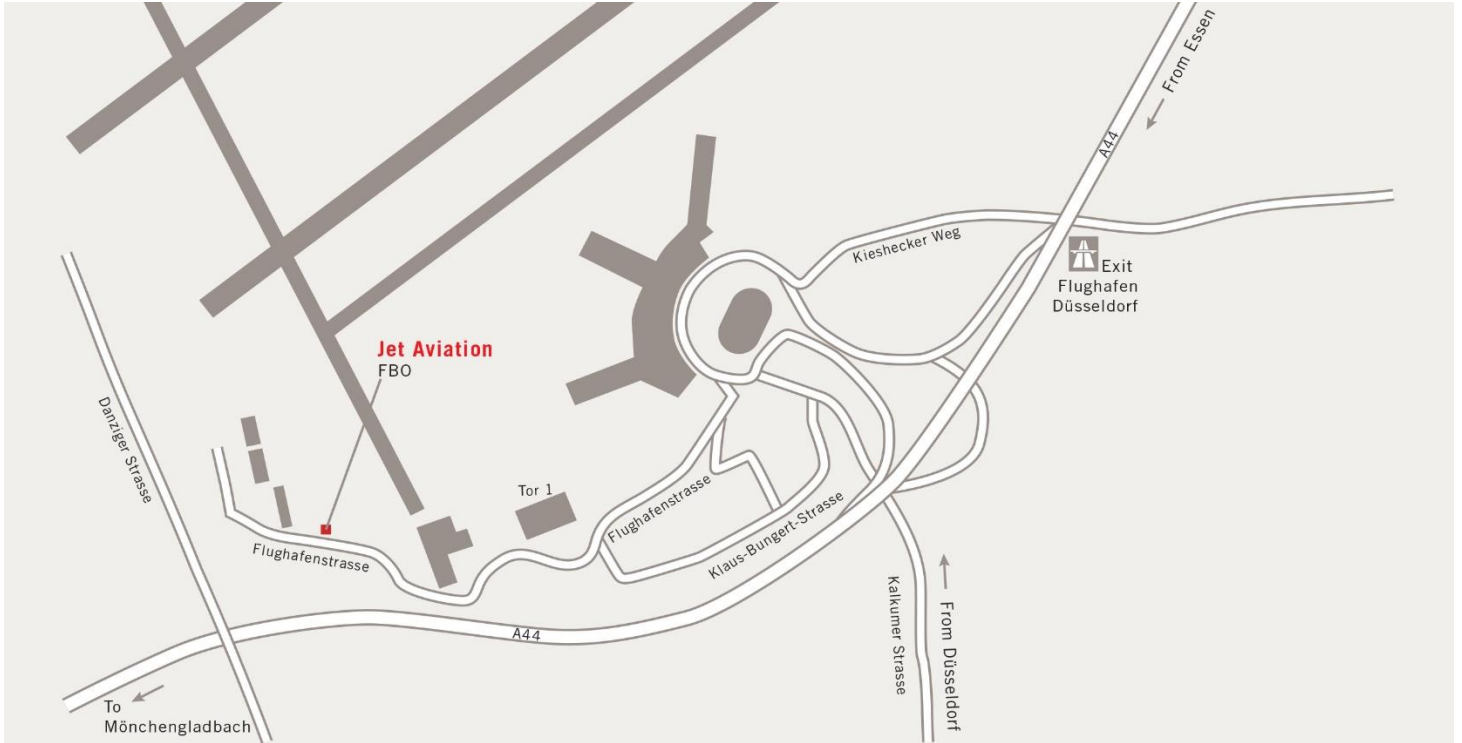 From Essen
A44
Kieshecker Weg
Exit
Flughafen
Düsseldorf
Jet Aviation
FBO
Danziger Strasse
Tor 1
Flughafenstrasse
Klaus-Bungert-Strasse
Flughafenstrasse
Kalkumer Strasse
From Düsseldorf
A44
To
Mönchengladbach